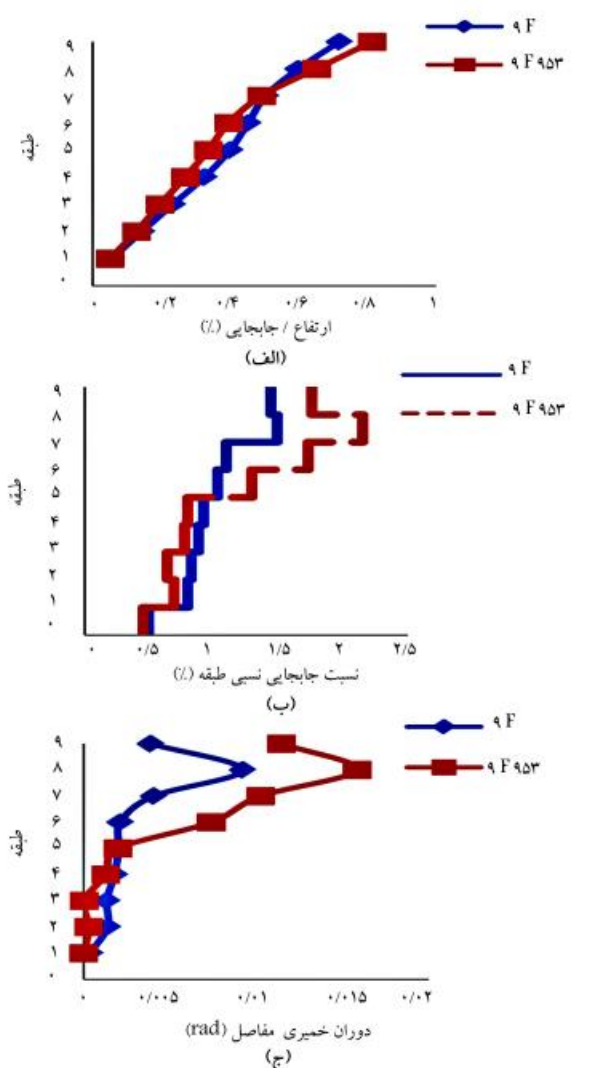 ۹ F
۹ F ۹۵۳
۹
۸
۷
۶
۵
۴
۳
۲
۱
۰
طبقه
۰ ۰/۲ ۰/۴ ۰/۶ ۰/۸ ۱
ارتفاع / جابجایی (٪)
(الف)
۹ F
۹ F ۹۵۳
۹
۸
۷
۶
۵
۴
۳
۲
۱
۰
طبقه
۰ ۰/۵ ۱ ۱/۵ ۲ ۲/۵
نسبت جابجایی نسبی طبقه (٪)
(ب)
۹ F
۹ F ۹۵۳
۹
۸
۷
۶
۵
۴
۳
۲
۱
۰
طبقه
۰ ۰/۰۰۵ ۰/۰۱ ۰/۰۱۵ ۰/۰۲
دوران خمیری مفاصل (rad)
(ج)